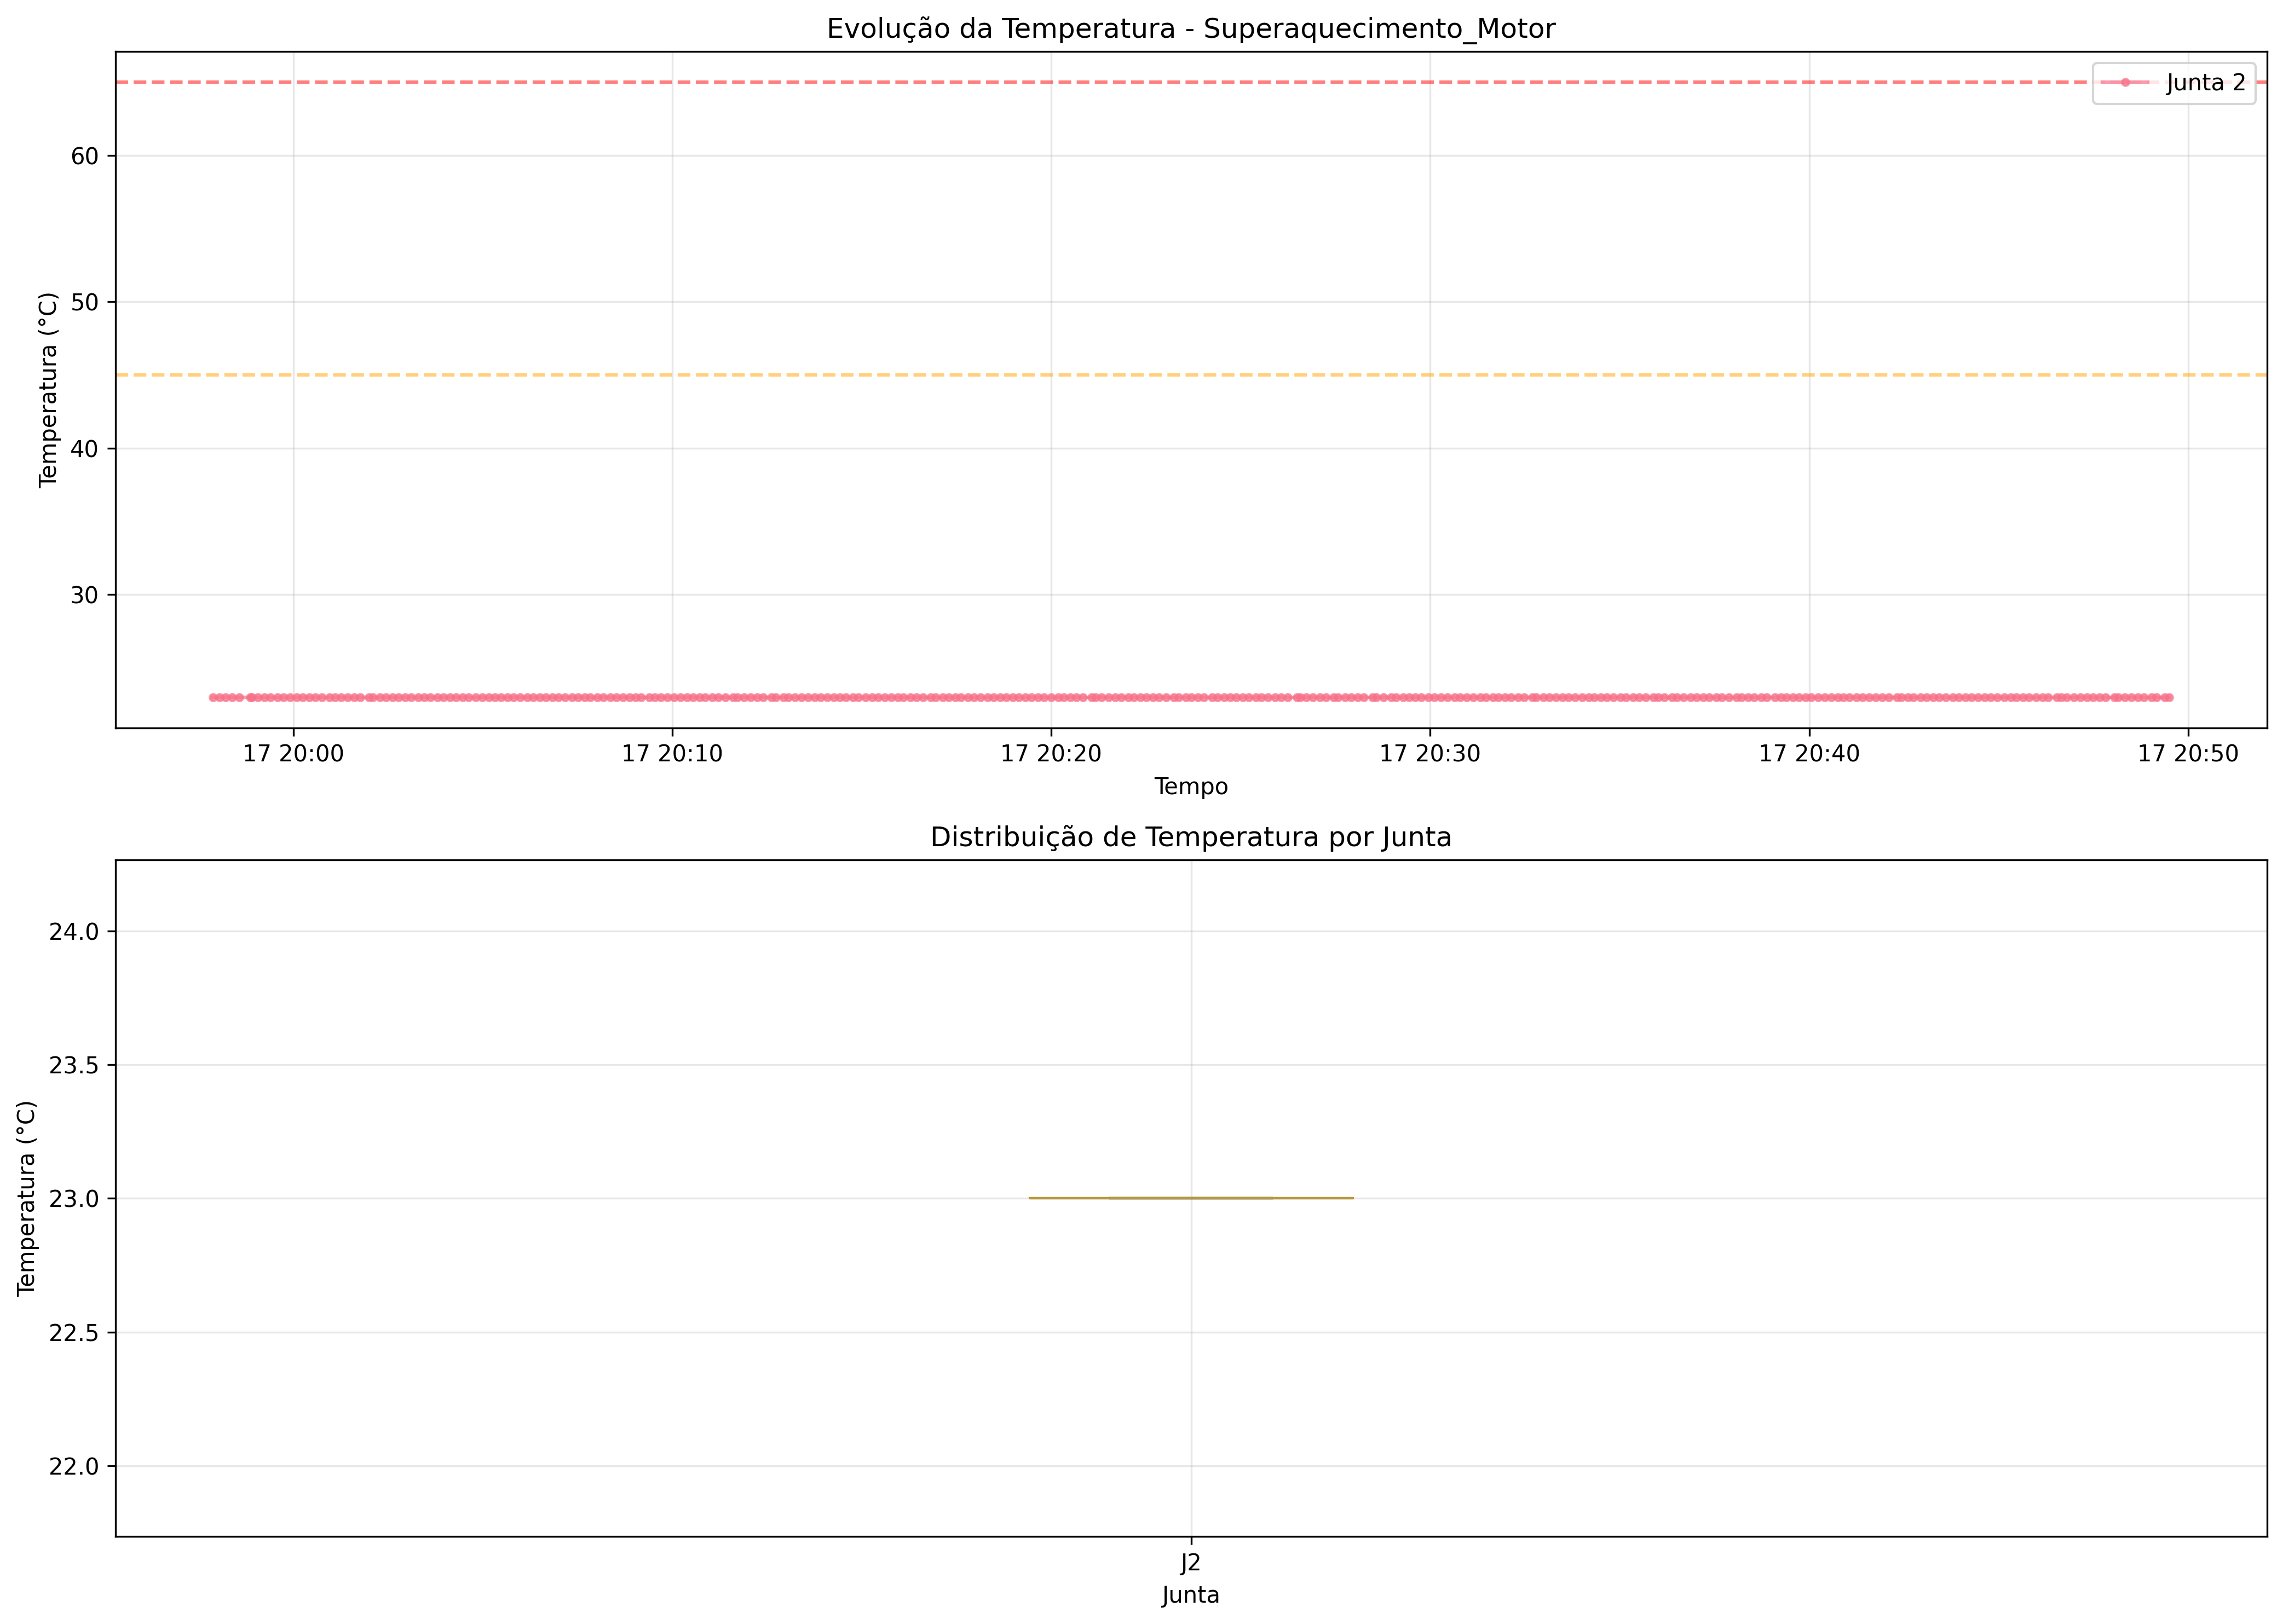 Evolução da Temperatura - Superaquecimento_Motor
Junta 2
60
50
40
30
Temperatura (°C)
17 20:00 17 20:10 17 20:20 17 20:30 17 20:40 17 20:50
Tempo
Distribuição de Temperatura por Junta
24.0
23.5
23.0
22.5
22.0
Temperatura (°C)
J2
Junta